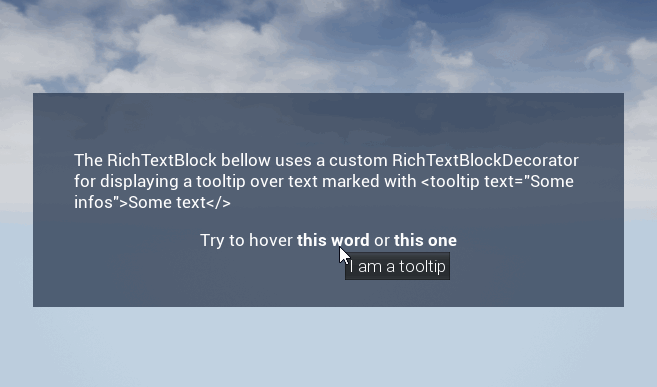 The RichTextBlock bellow uses a custom RichTextBlockDecorator
for displaying a tooltip over text marked with <tooltip text="Some
infos">Some text</>
Try to hover this word or this one
I am a tooltip